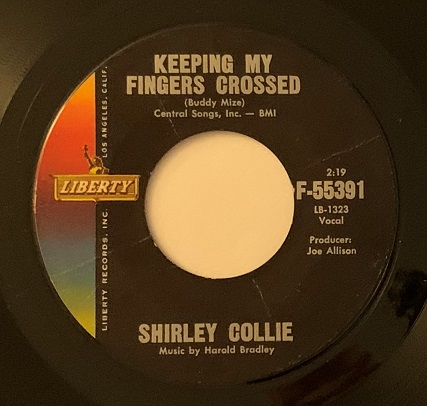 KEEPING MY
FINGERS CROSSED
(Buddy Mize)
Central Songs, Inc. — BMI
LIBERTY RECORDS, INC. LOS ANGELES, CALIF.
LIBERTY
2:19
F-55391
LB-1323
Vocal
Producer:
Joe Allison
SHIRLEY COLLIE
Music by Harold Bradley